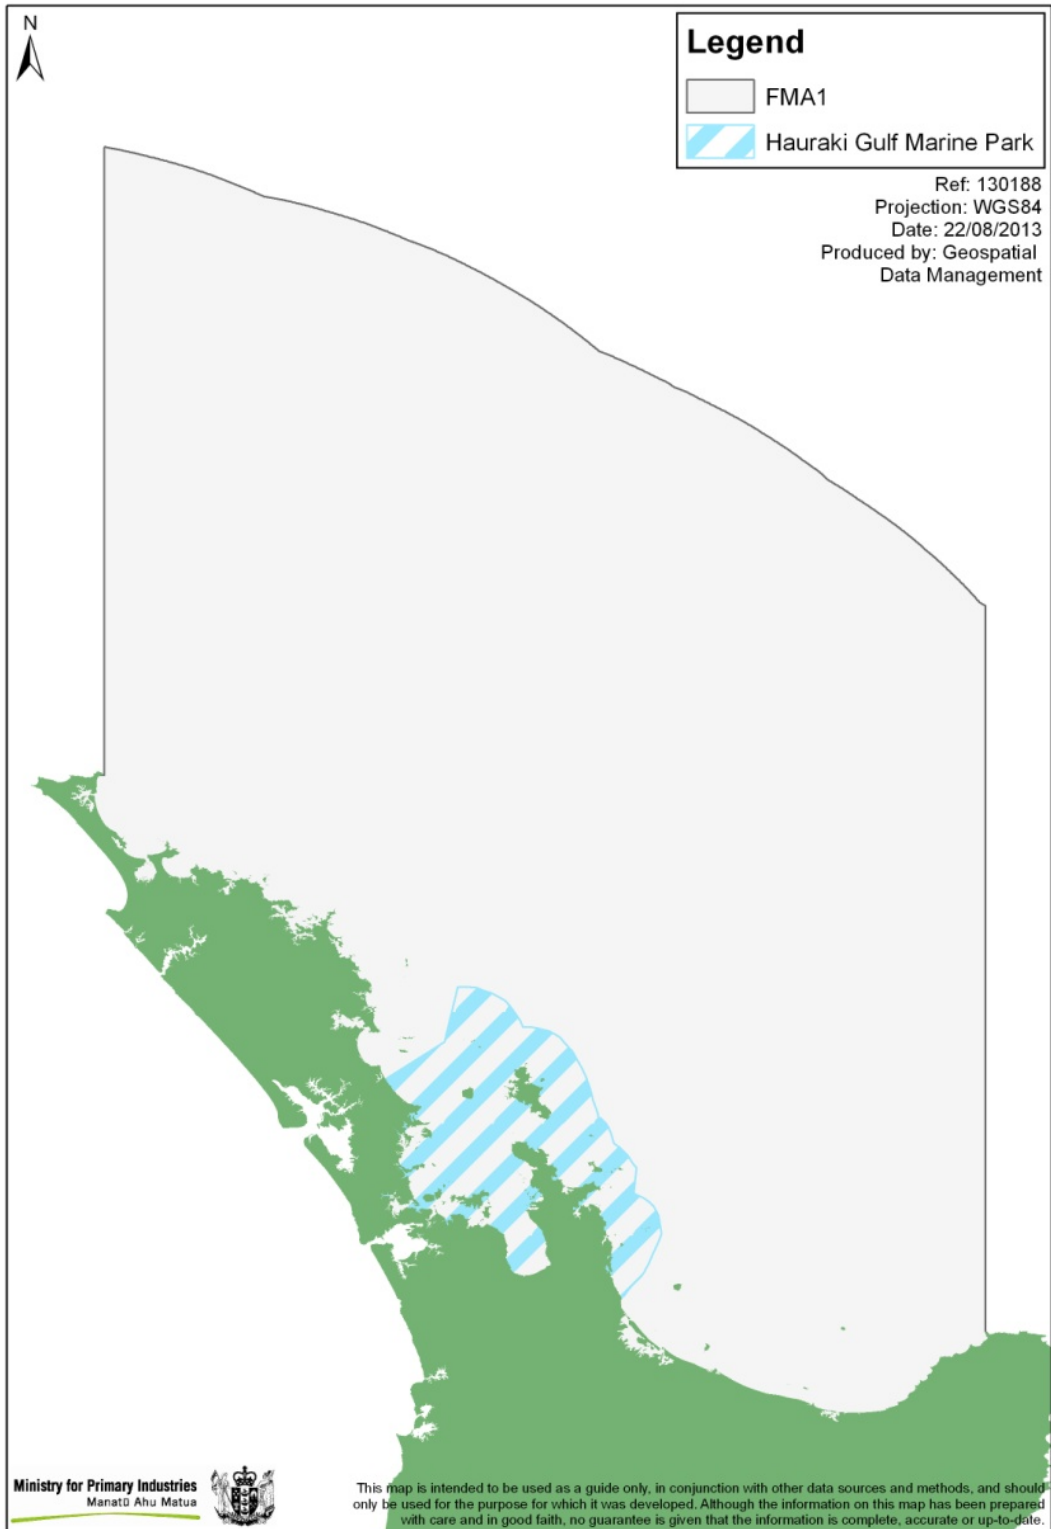 N
Legend
FMA1
Hauraki Gulf Marine Park
Ref: 130188
Projection: WGS84
Date: 22/08/2013
Produced by: Geospatial
Data Management
Ministry for Primary Industries
Manatū Ahu Matua
This map is intended to be used as a guide only, in conjunction with other data sources and methods, and should
only be used for the purpose for which it was developed. Although the information on this map has been prepared
with care and in good faith, no guarantee is given that the information is complete, accurate or up-to-date.